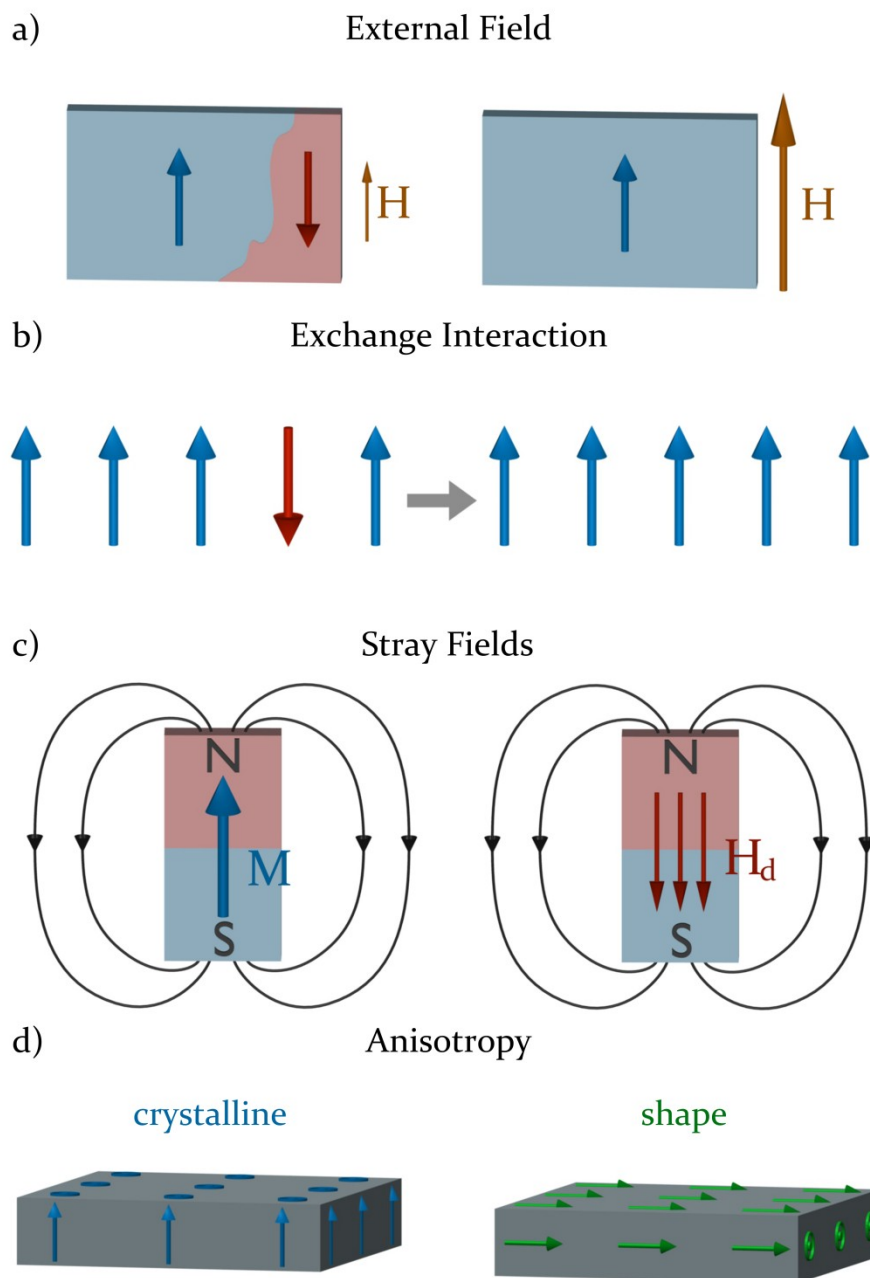 a) External Field
H H
b) Exchange Interaction
c) Stray Fields
N N
M H_d
S S
d) Anisotropy
crystalline shape